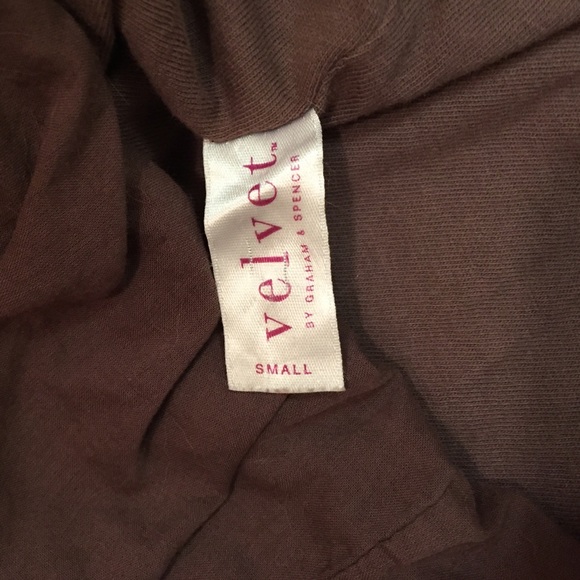 velvet™
BY GRAHAM & SPENCER
SMALL